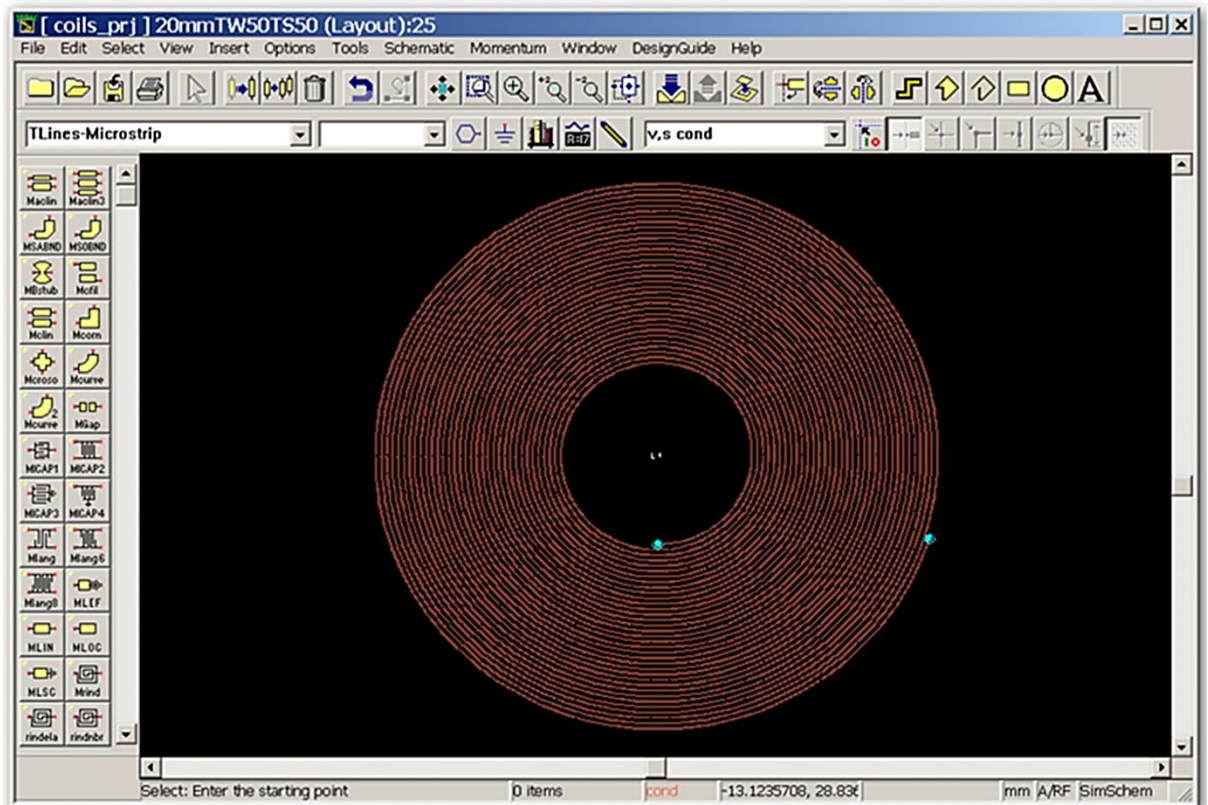 [ coils_prj ] 20mmTW50TS50 (Layout):25
File Edit Select View Insert Options Tools Schematic Momentum Window DesignGuide Help
A
TLines-Microstrip v,s cond
Maclin Maclin3
MSABND MSOBND
MBstub Mcfil
Mclin Mcorn
Mcroso Mcurve
Mcurve 2 MGap
MICAP1 MICAP2
MICAP3 MICAP4
Mlang Mlang6
Mlang8 MLEF
MLIN MLOC
MLSC Mrind
rindela rindnbr
Select: Enter the starting point 0 items cond -13.1235708, 28.836 mm A/RF SimSchem